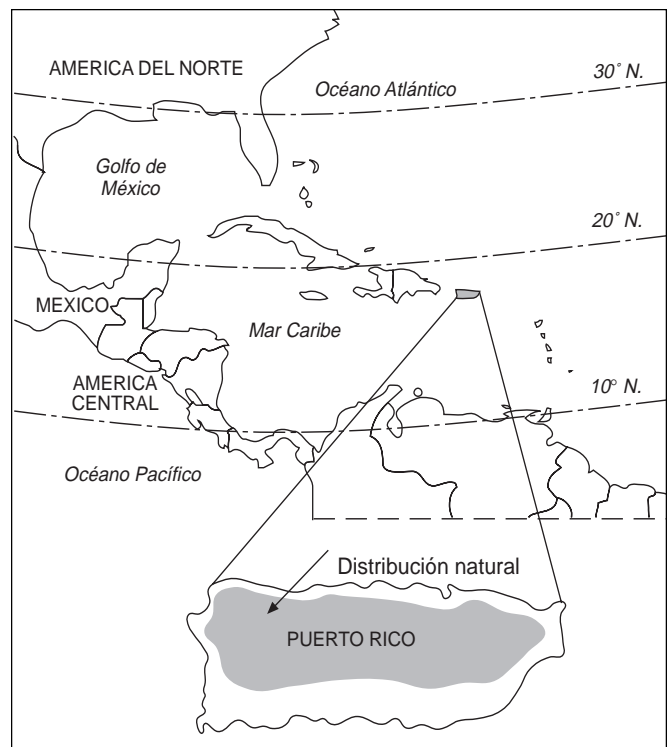 AMERICA DEL NORTE
Océano Atlántico
30° N.
Golfo de
México
20° N.
MEXICO
Mar Caribe
AMERICA
CENTRAL
10° N.
Océano Pacífico
Distribución natural
PUERTO RICO